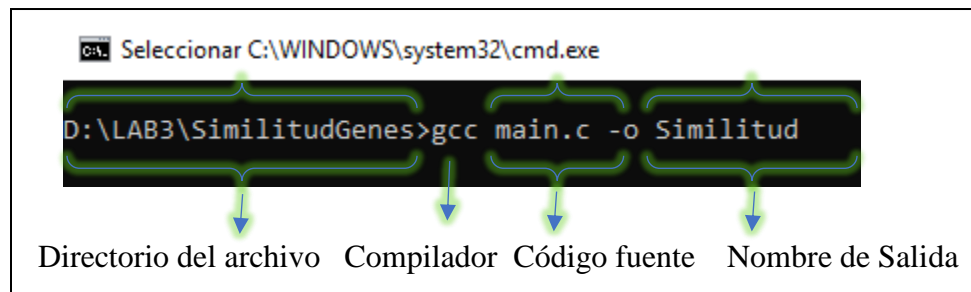 Seleccionar C:\WINDOWS\system32\cmd.exe
D:\LAB3\SimilitudGenes>gcc main.c -o Similitud
Directorio del archivo Compilador Código fuente Nombre de Salida